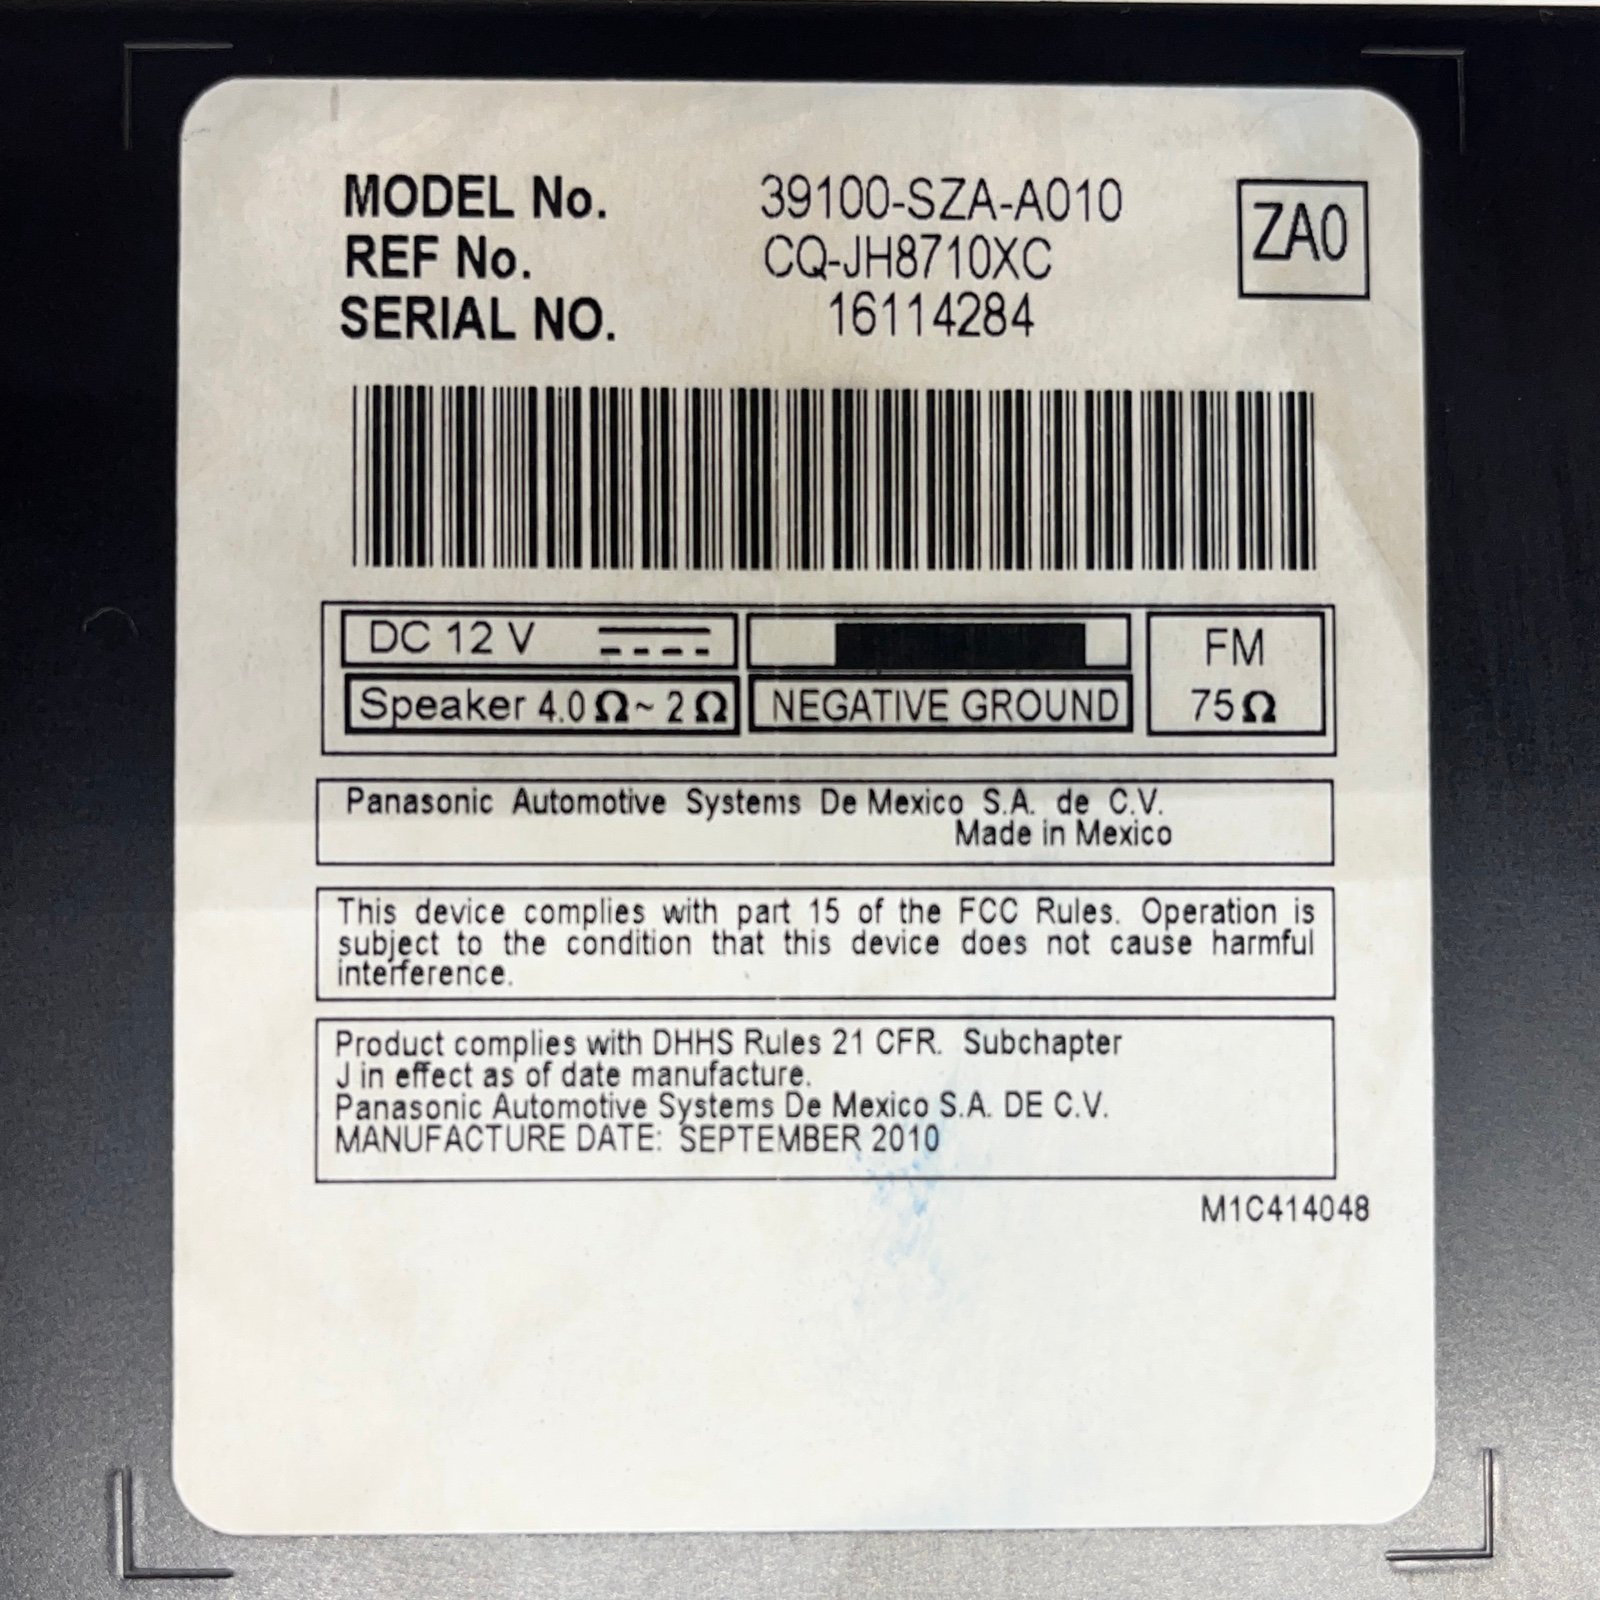 MODEL No. 39100-SZA-A010
REF No. CQ-JH8710XC
SERIAL NO. 16114284
ZA0
DC 12 V
Speaker 4.0 Ω ~ 2 Ω
NEGATIVE GROUND
FM
75Ω
Panasonic Automotive Systems De Mexico S.A. de C.V.
Made in Mexico
This device complies with part 15 of the FCC Rules. Operation is
subject to the condition that this device does not cause harmful
interference.
Product complies with DHHS Rules 21 CFR. Subchapter
J in effect as of date manufacture.
Panasonic Automotive Systems De Mexico S.A. DE C.V.
MANUFACTURE DATE: SEPTEMBER 2010
M1C414048